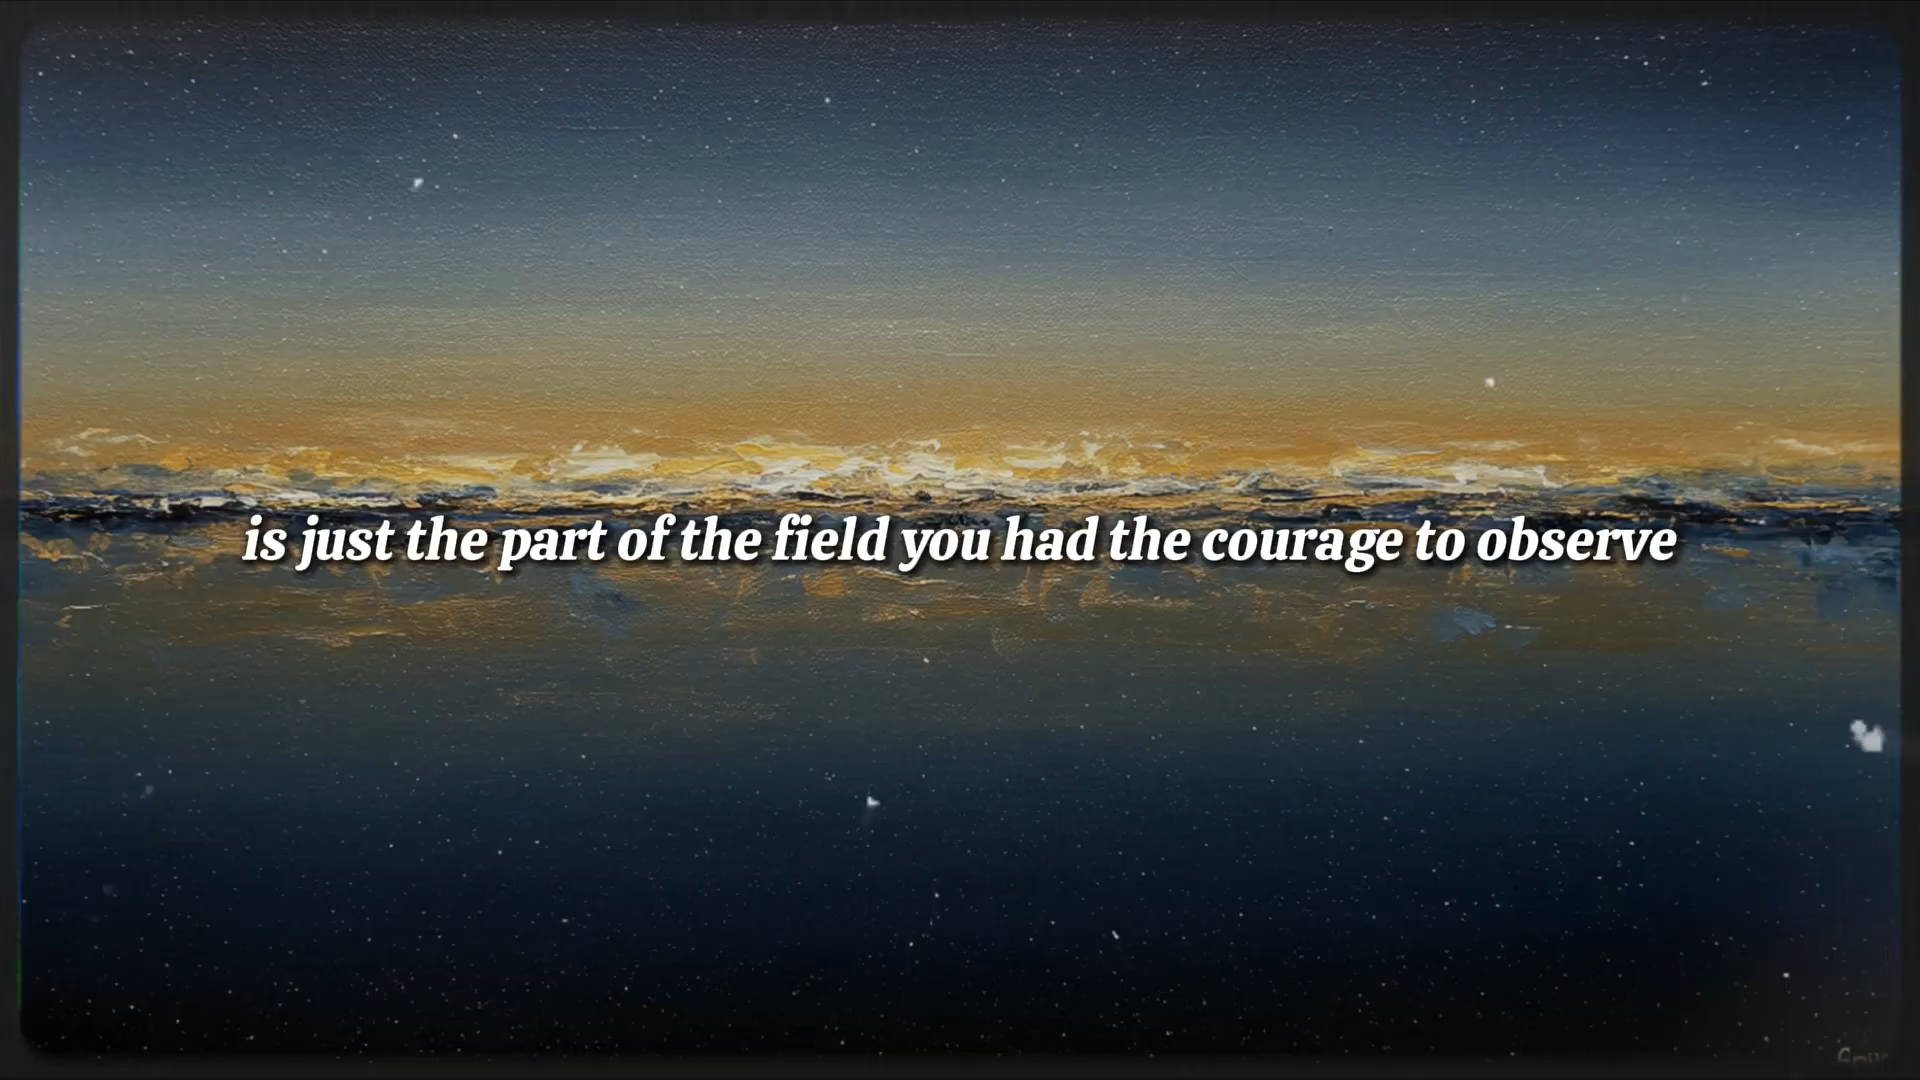 is just the part of the field you had the courage to observe